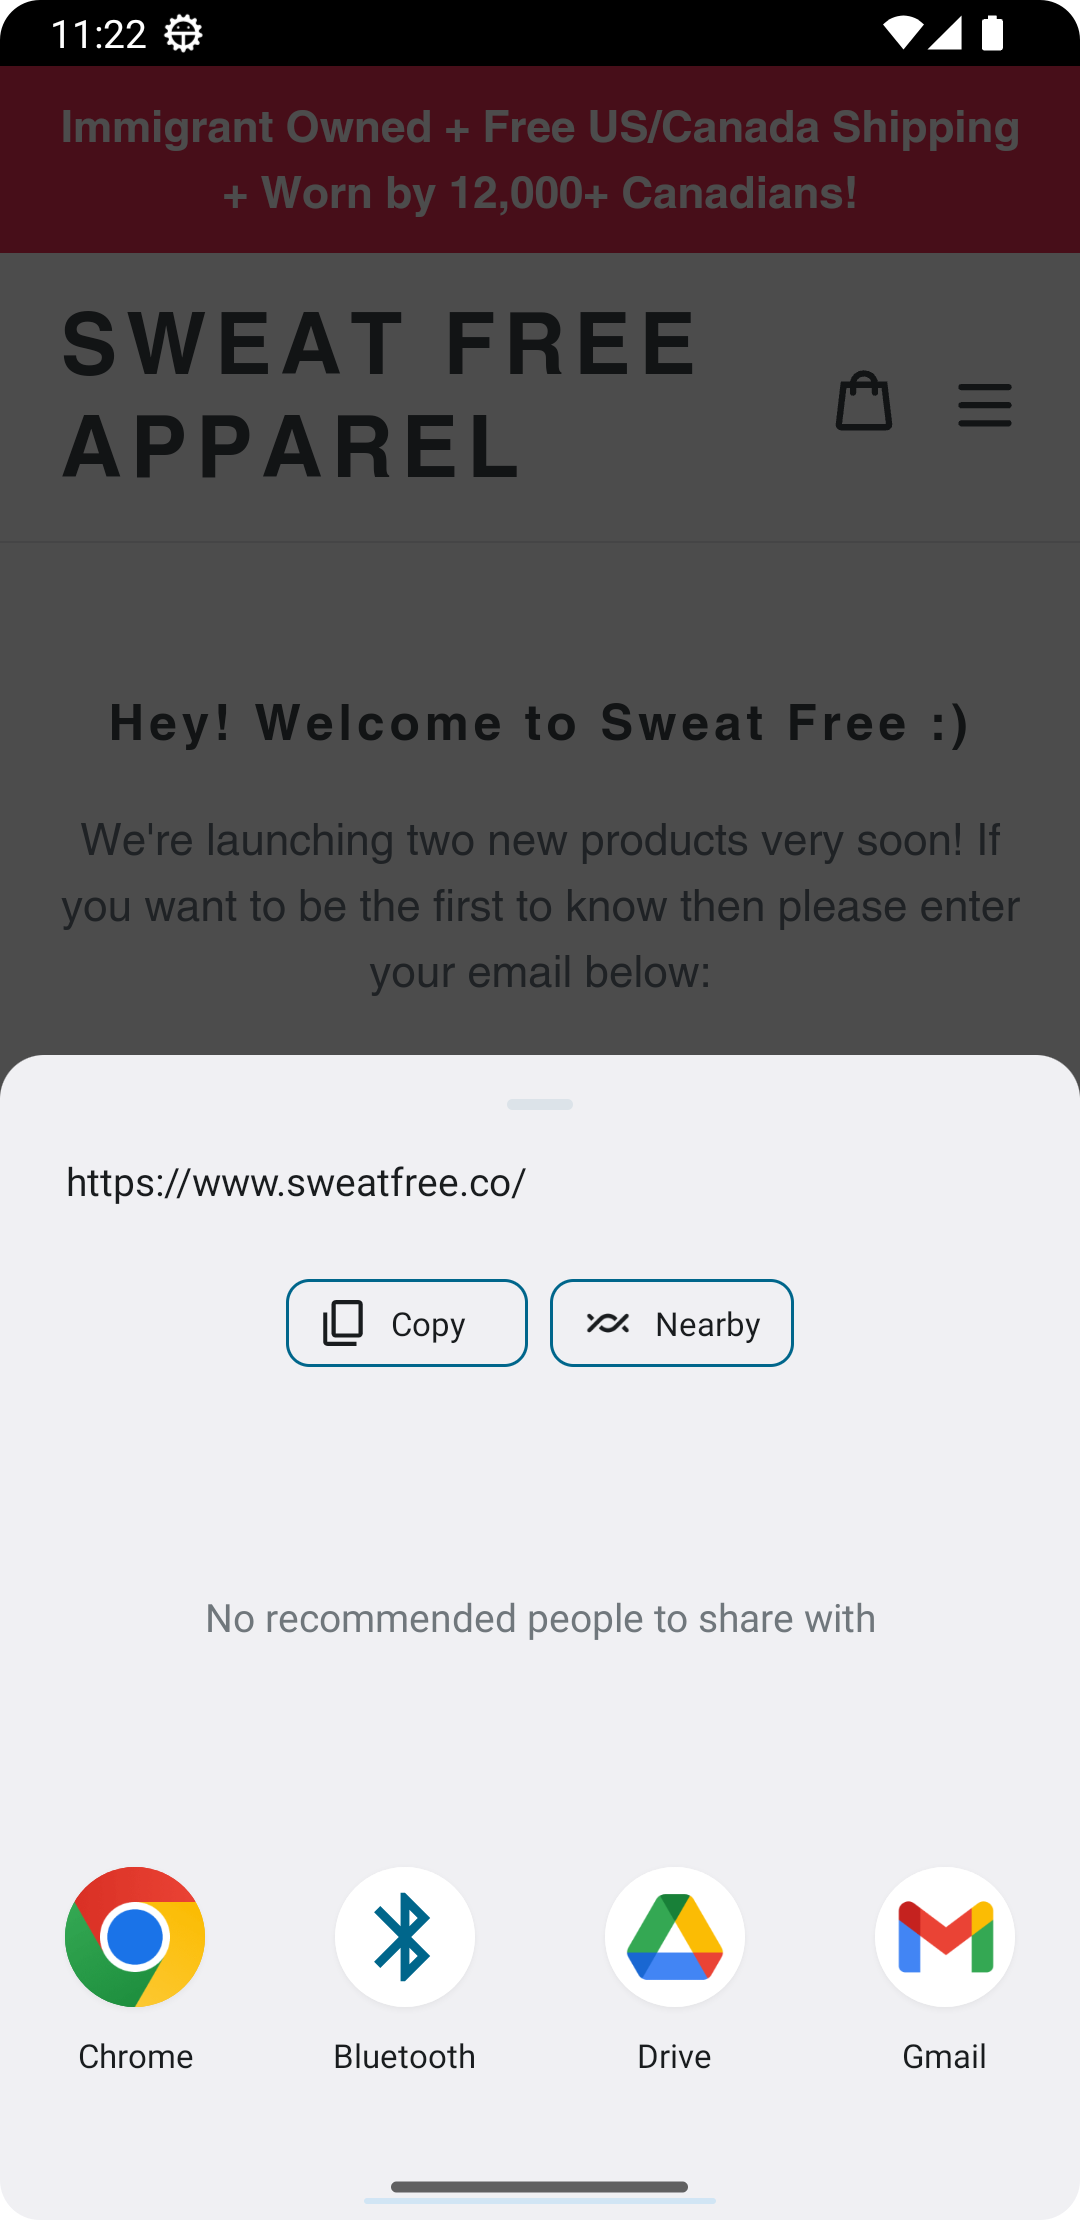 11:22
Immigrant Owned + Free US/Canada Shipping
+ Worn by 12,000+ Canadians!
SWEAT FREE
APPAREL
Hey! Welcome to Sweat Free :)
We're launching two new products very soon! If
you want to be the first to know then please enter
your email below:
https://www.sweatfree.co/
Copy
Nearby
No recommended people to share with
Chrome
Bluetooth
Drive
Gmail